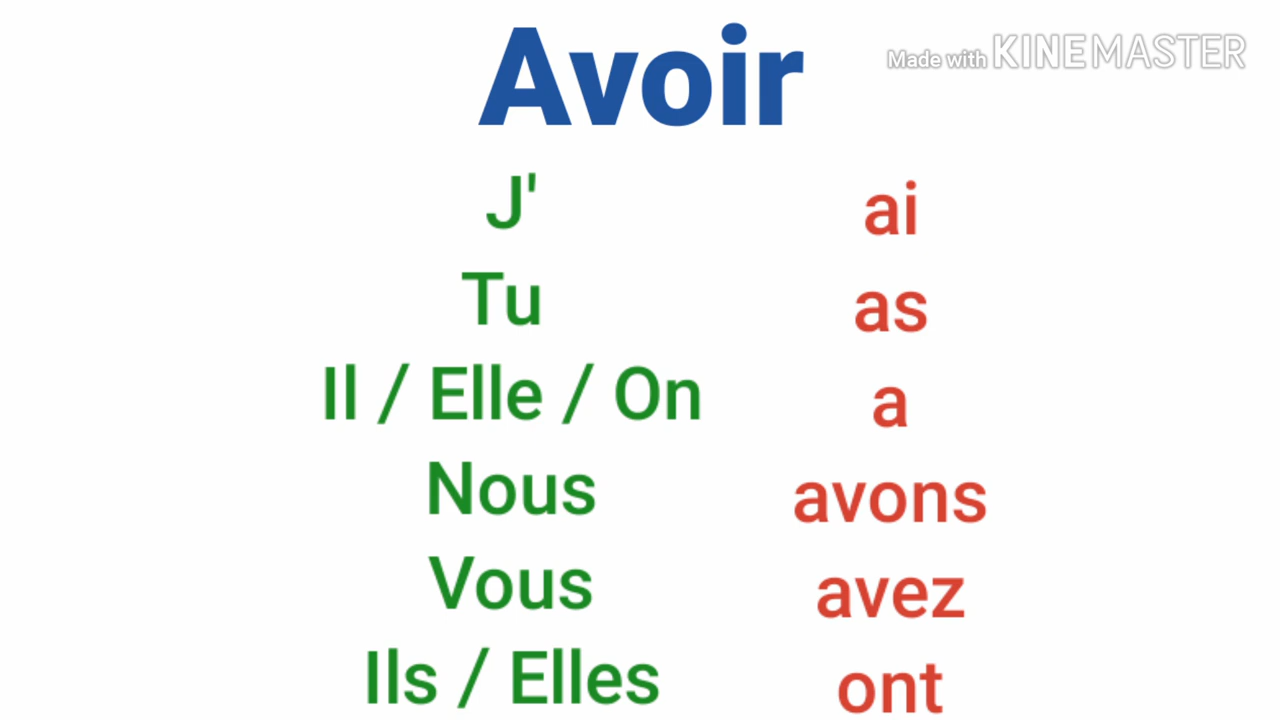 Avoir
Made with KINEMASTER
J' ai
Tu as
Il / Elle / On a
Nous avons
Vous avez
Ils / Elles ont